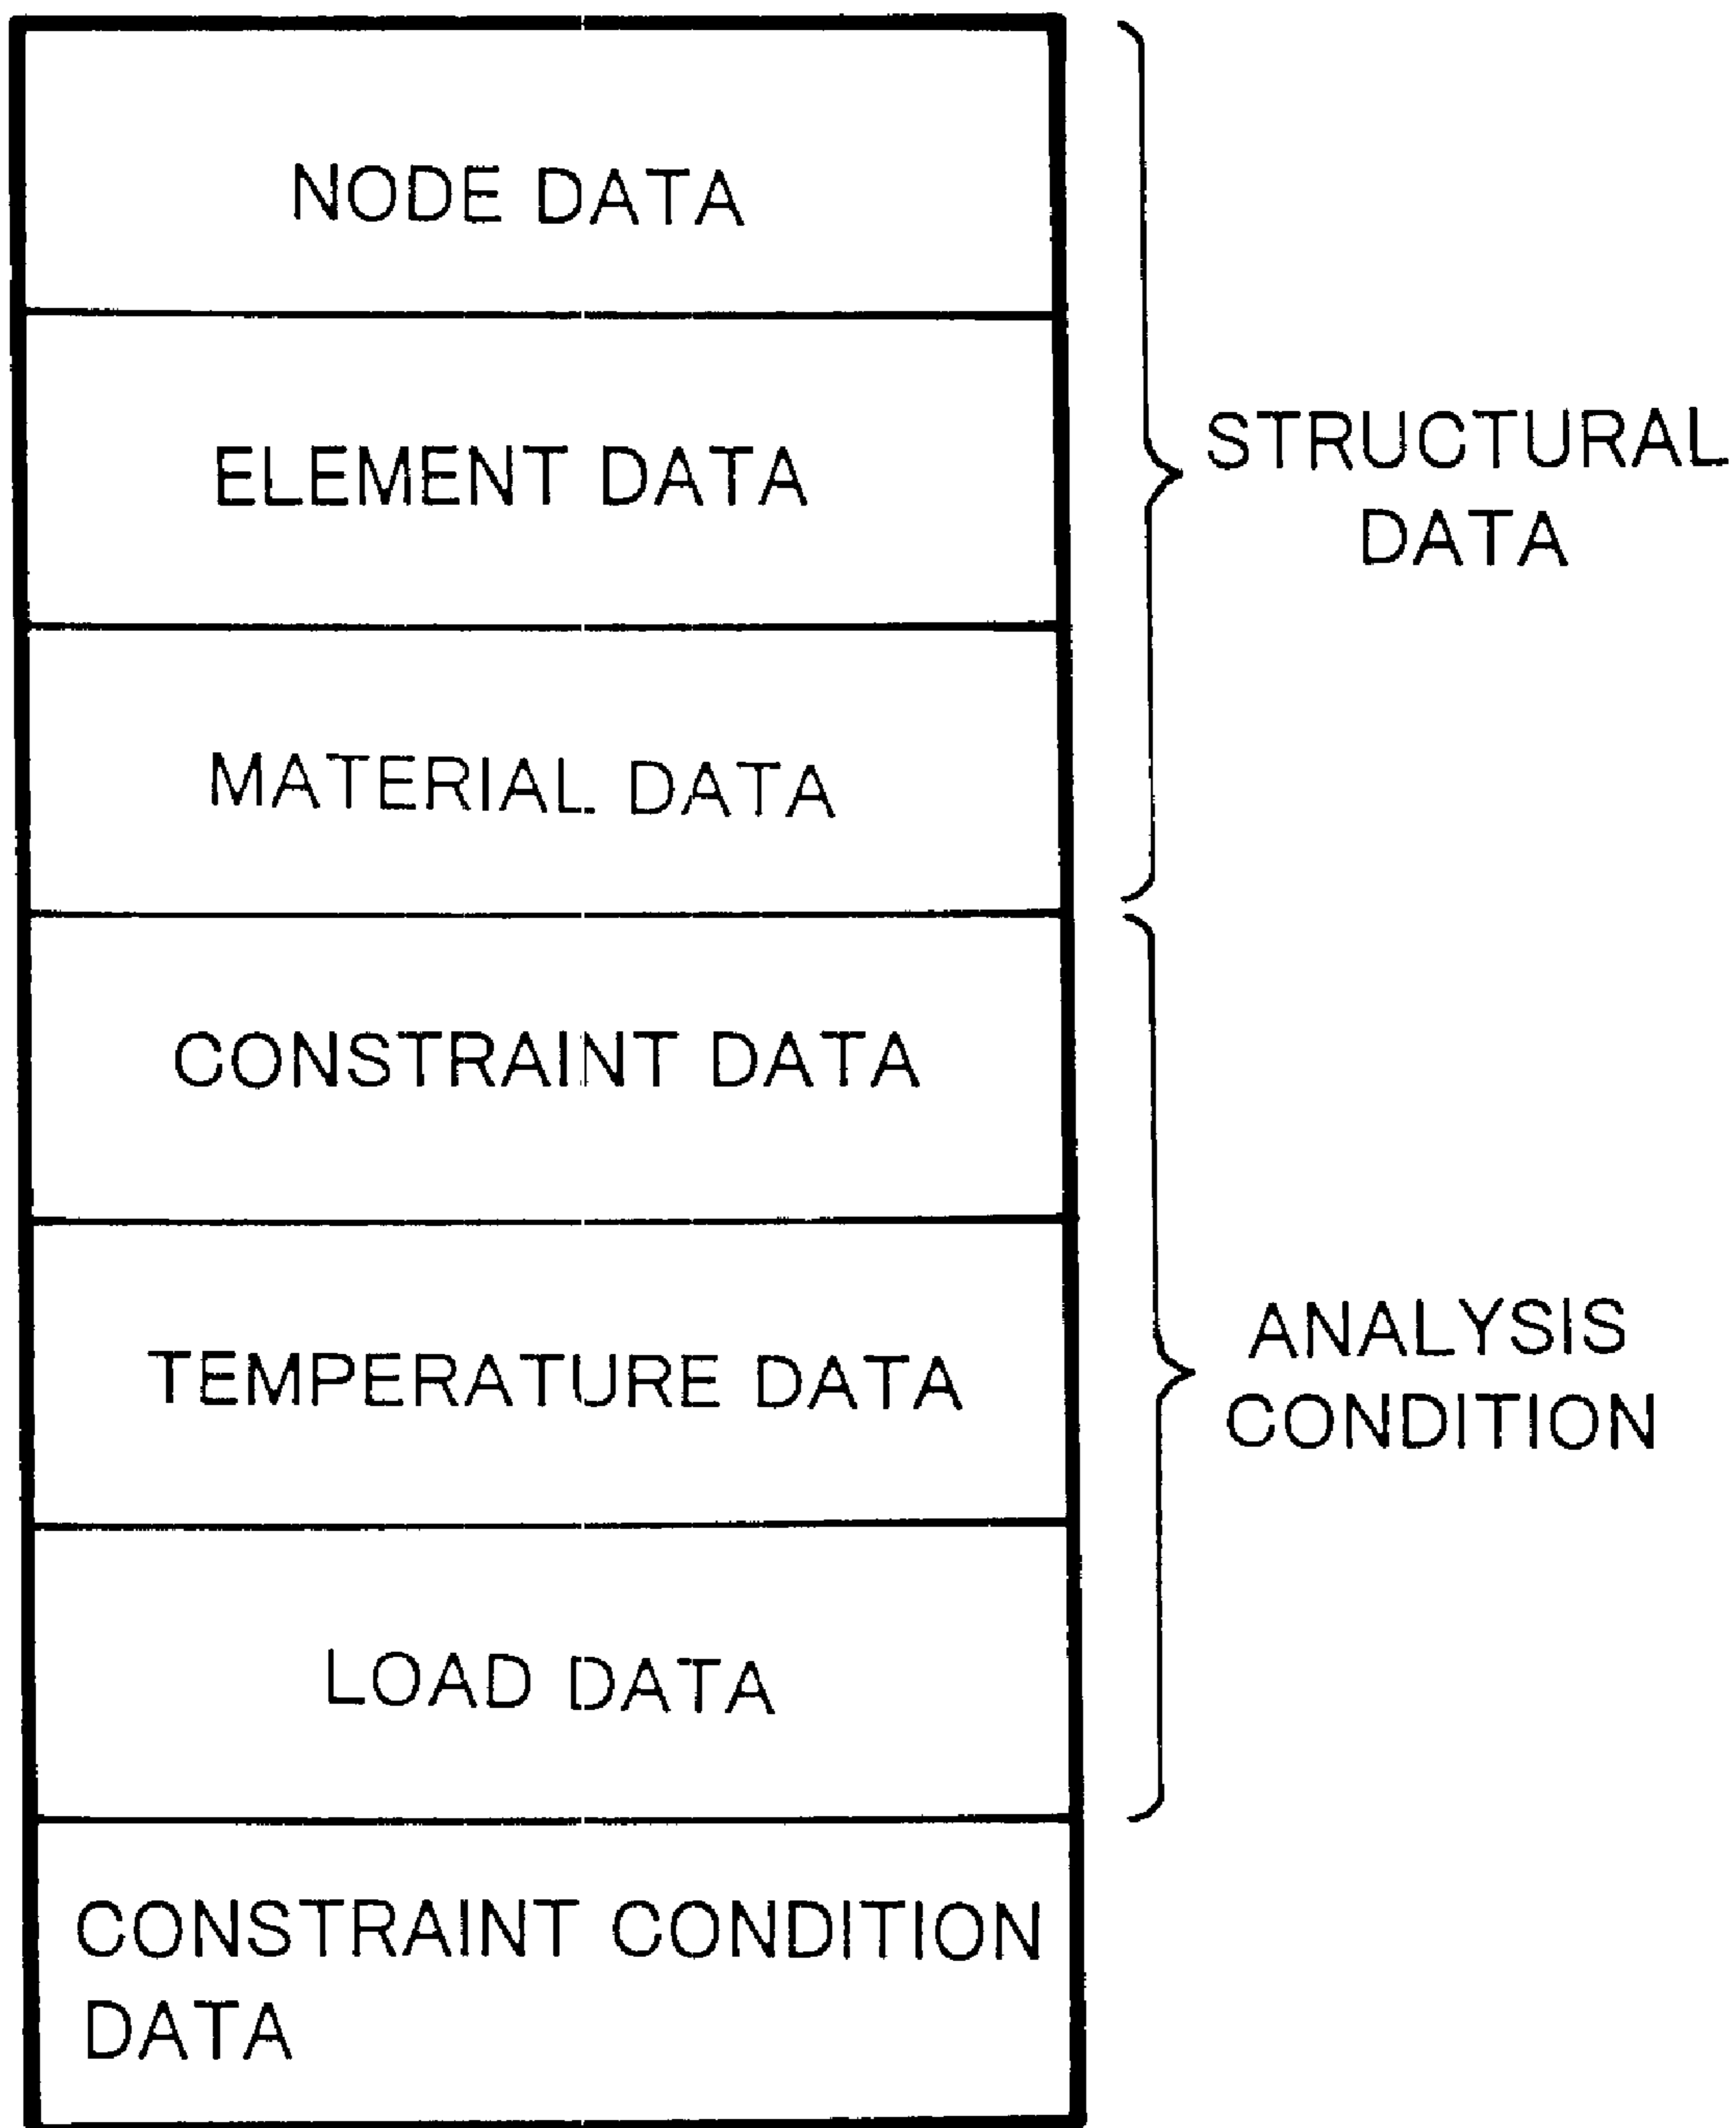 NODE DATA
ELEMENT DATA
MATERIAL DATA
STRUCTURAL
DATA
CONSTRAINT DATA
TEMPERATURE DATA
LOAD DATA
ANALYSIS
CONDITION
CONSTRAINT CONDITION
DATA